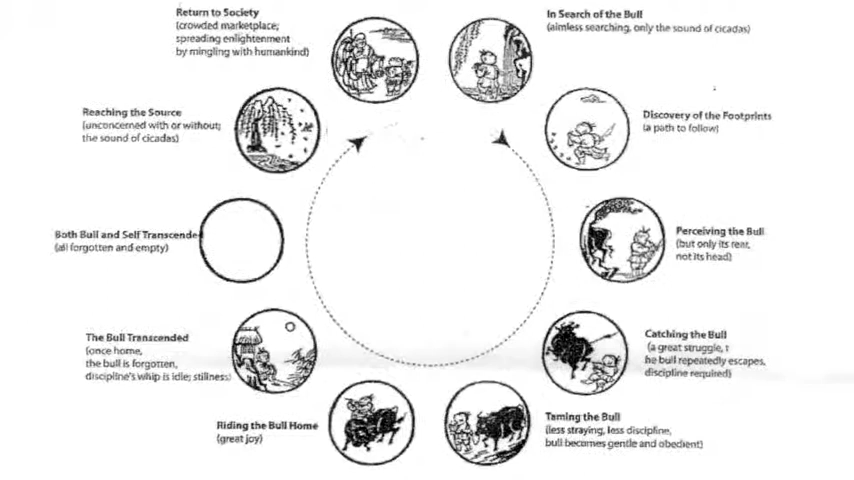 In Search of the Bull
(aimless searching, only the sound of cicadas)
Discovery of the Footprints
(a path to follow)
Perceiving the Bull
(but only its rear,
not its head)
Catching the Bull
(a great struggle, t
he bull repeatedly escapes,
discipline required)
Taming the Bull
(less straying, less discipline,
bull becomes gentle and obedient)
Riding the Bull Home
(great joy)
The Bull Transcended
(once home,
the bull is forgotten,
discipline's whip is idle; stillness)
Both Bull and Self Transcended
(all forgotten and empty)
Reaching the Source
(unconcerned with or without;
the sound of cicadas)
Return to Society
(crowded marketplace;
spreading enlightenment
by mingling with humankind)